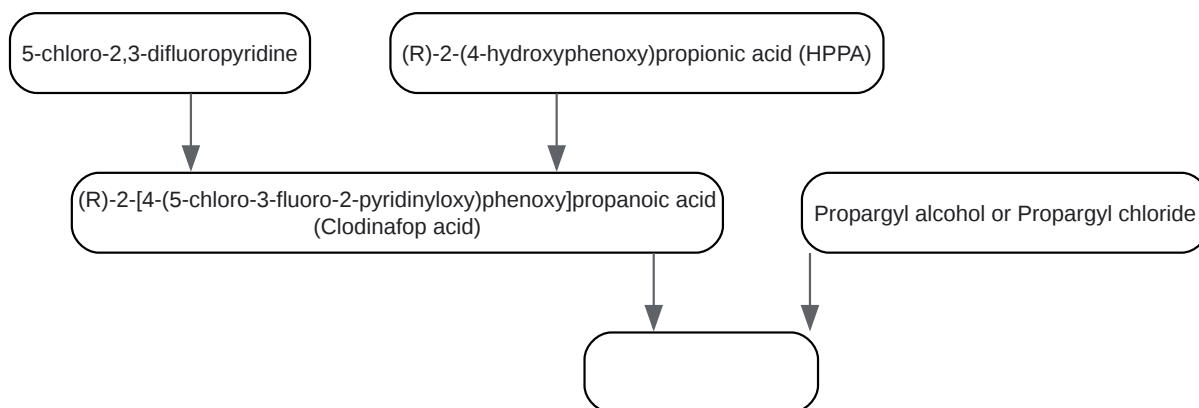 5-chloro-2,3-difluoropyridine
(R)-2-(4-hydroxyphenoxy)propionic acid (HPPA)
(R)-2-[4-(5-chloro-3-fluoro-2-pyridinyloxy)phenoxy]propanoic acid
(Clodinafop acid)
Propargyl alcohol or Propargyl chloride